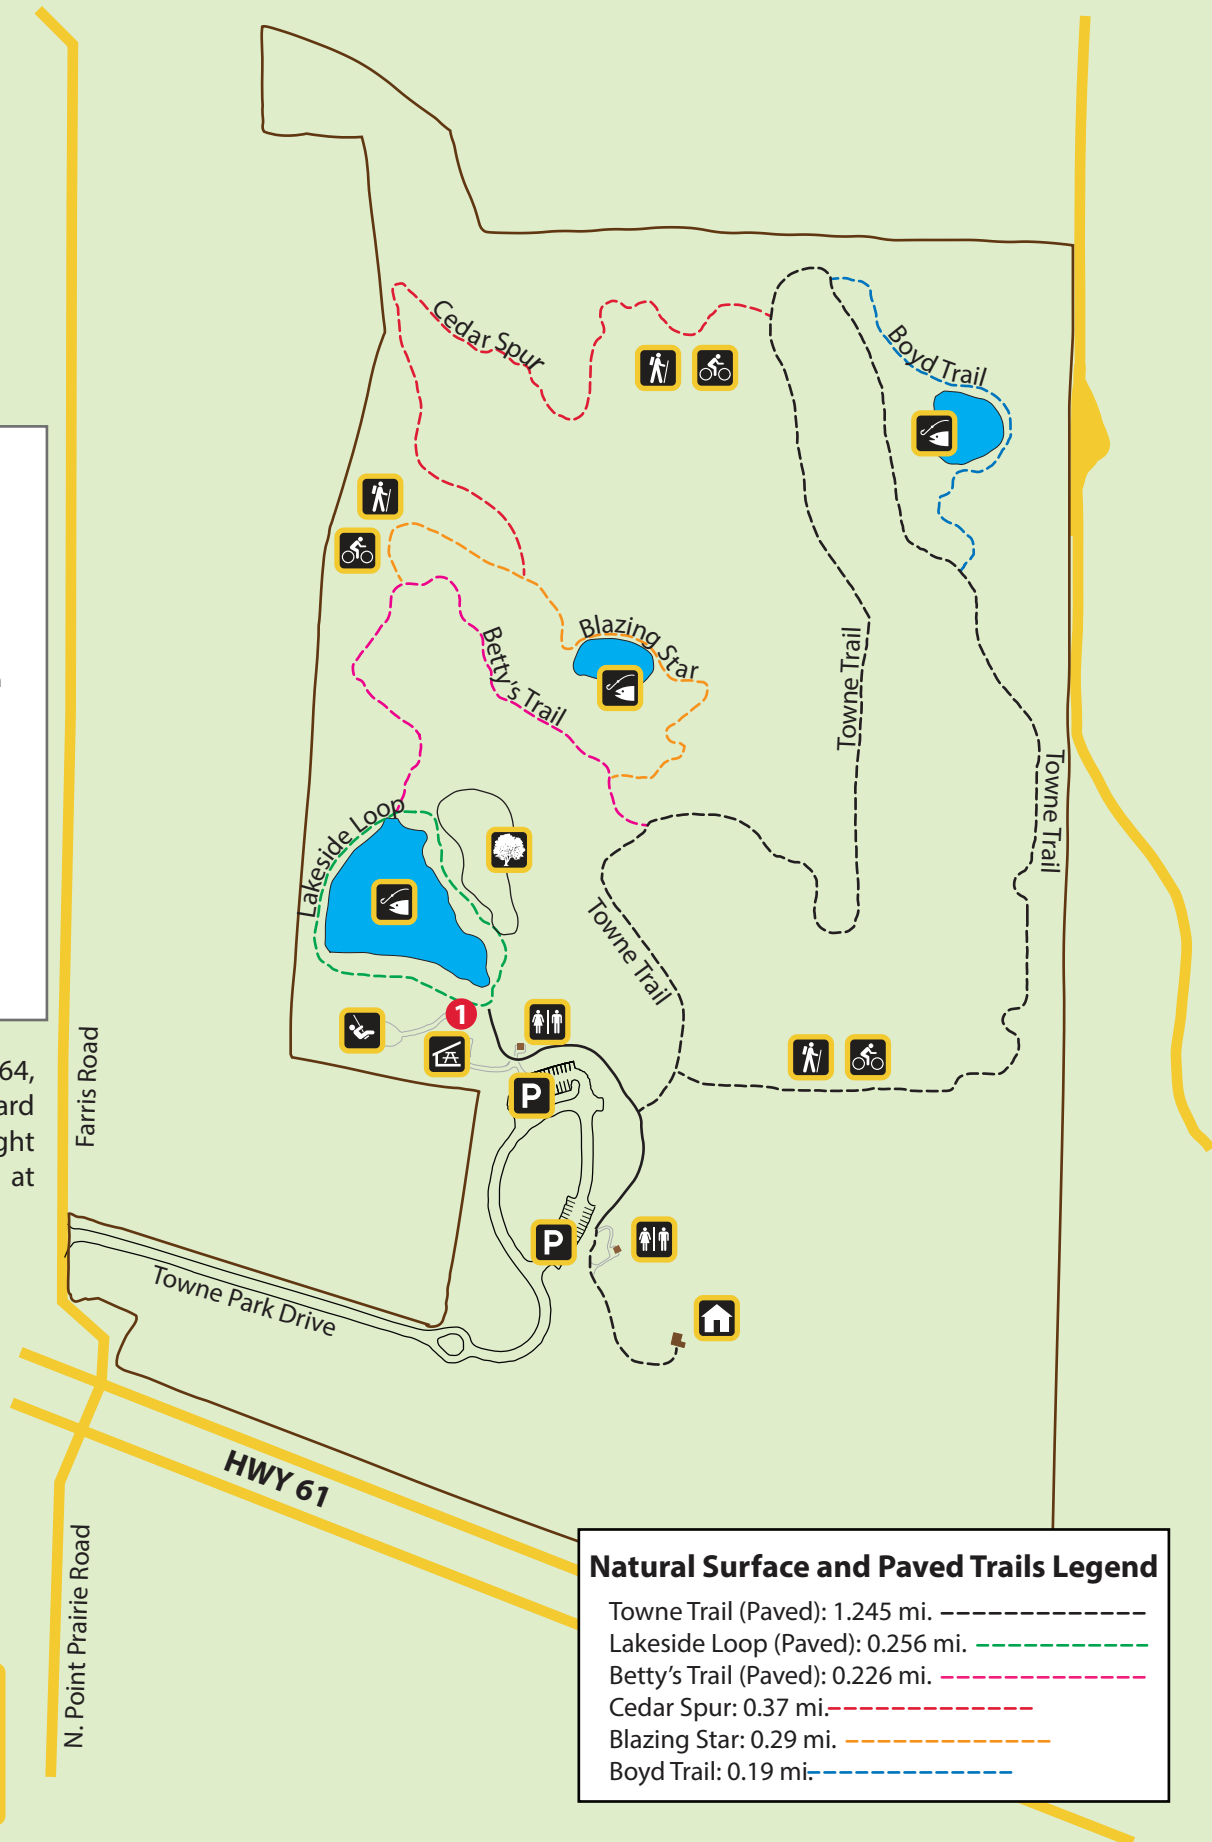 Cedar Spur
Boyd Trail
Blazing Star
Betty's Trail
Towne Trail
Towne Trail
Lakeside Loop
Towne Trail
1
P
P
64,
ard
ght
at
Farris Road
Towne Park Drive
HWY 61
N. Point Prairie Road
Natural Surface and Paved Trails Legend
Towne Trail (Paved): 1.245 mi.
Lakeside Loop (Paved): 0.256 mi.
Betty's Trail (Paved): 0.226 mi.
Cedar Spur: 0.37 mi.
Blazing Star: 0.29 mi.
Boyd Trail: 0.19 mi.